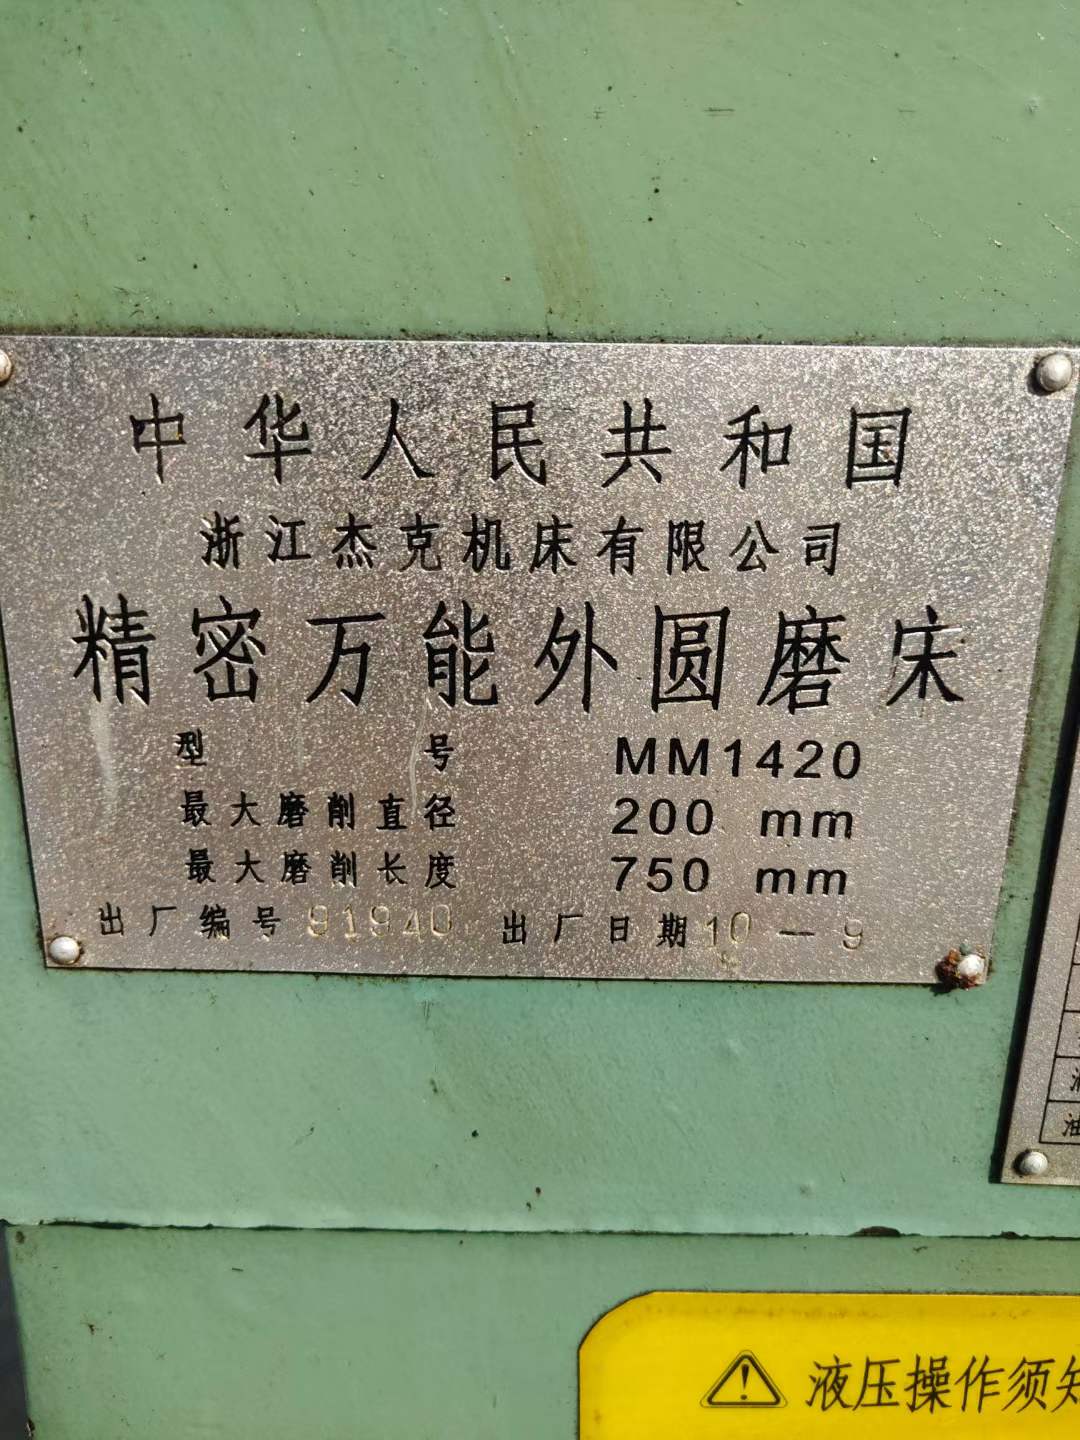 中华人民共和国
浙江杰克机床有限公司
精密万能外圆磨床
型号 MM1420
最大磨削直径 200 mm
最大磨削长度 750 mm
出厂编号 91940 出厂日期 10-9
油
液压操作须知